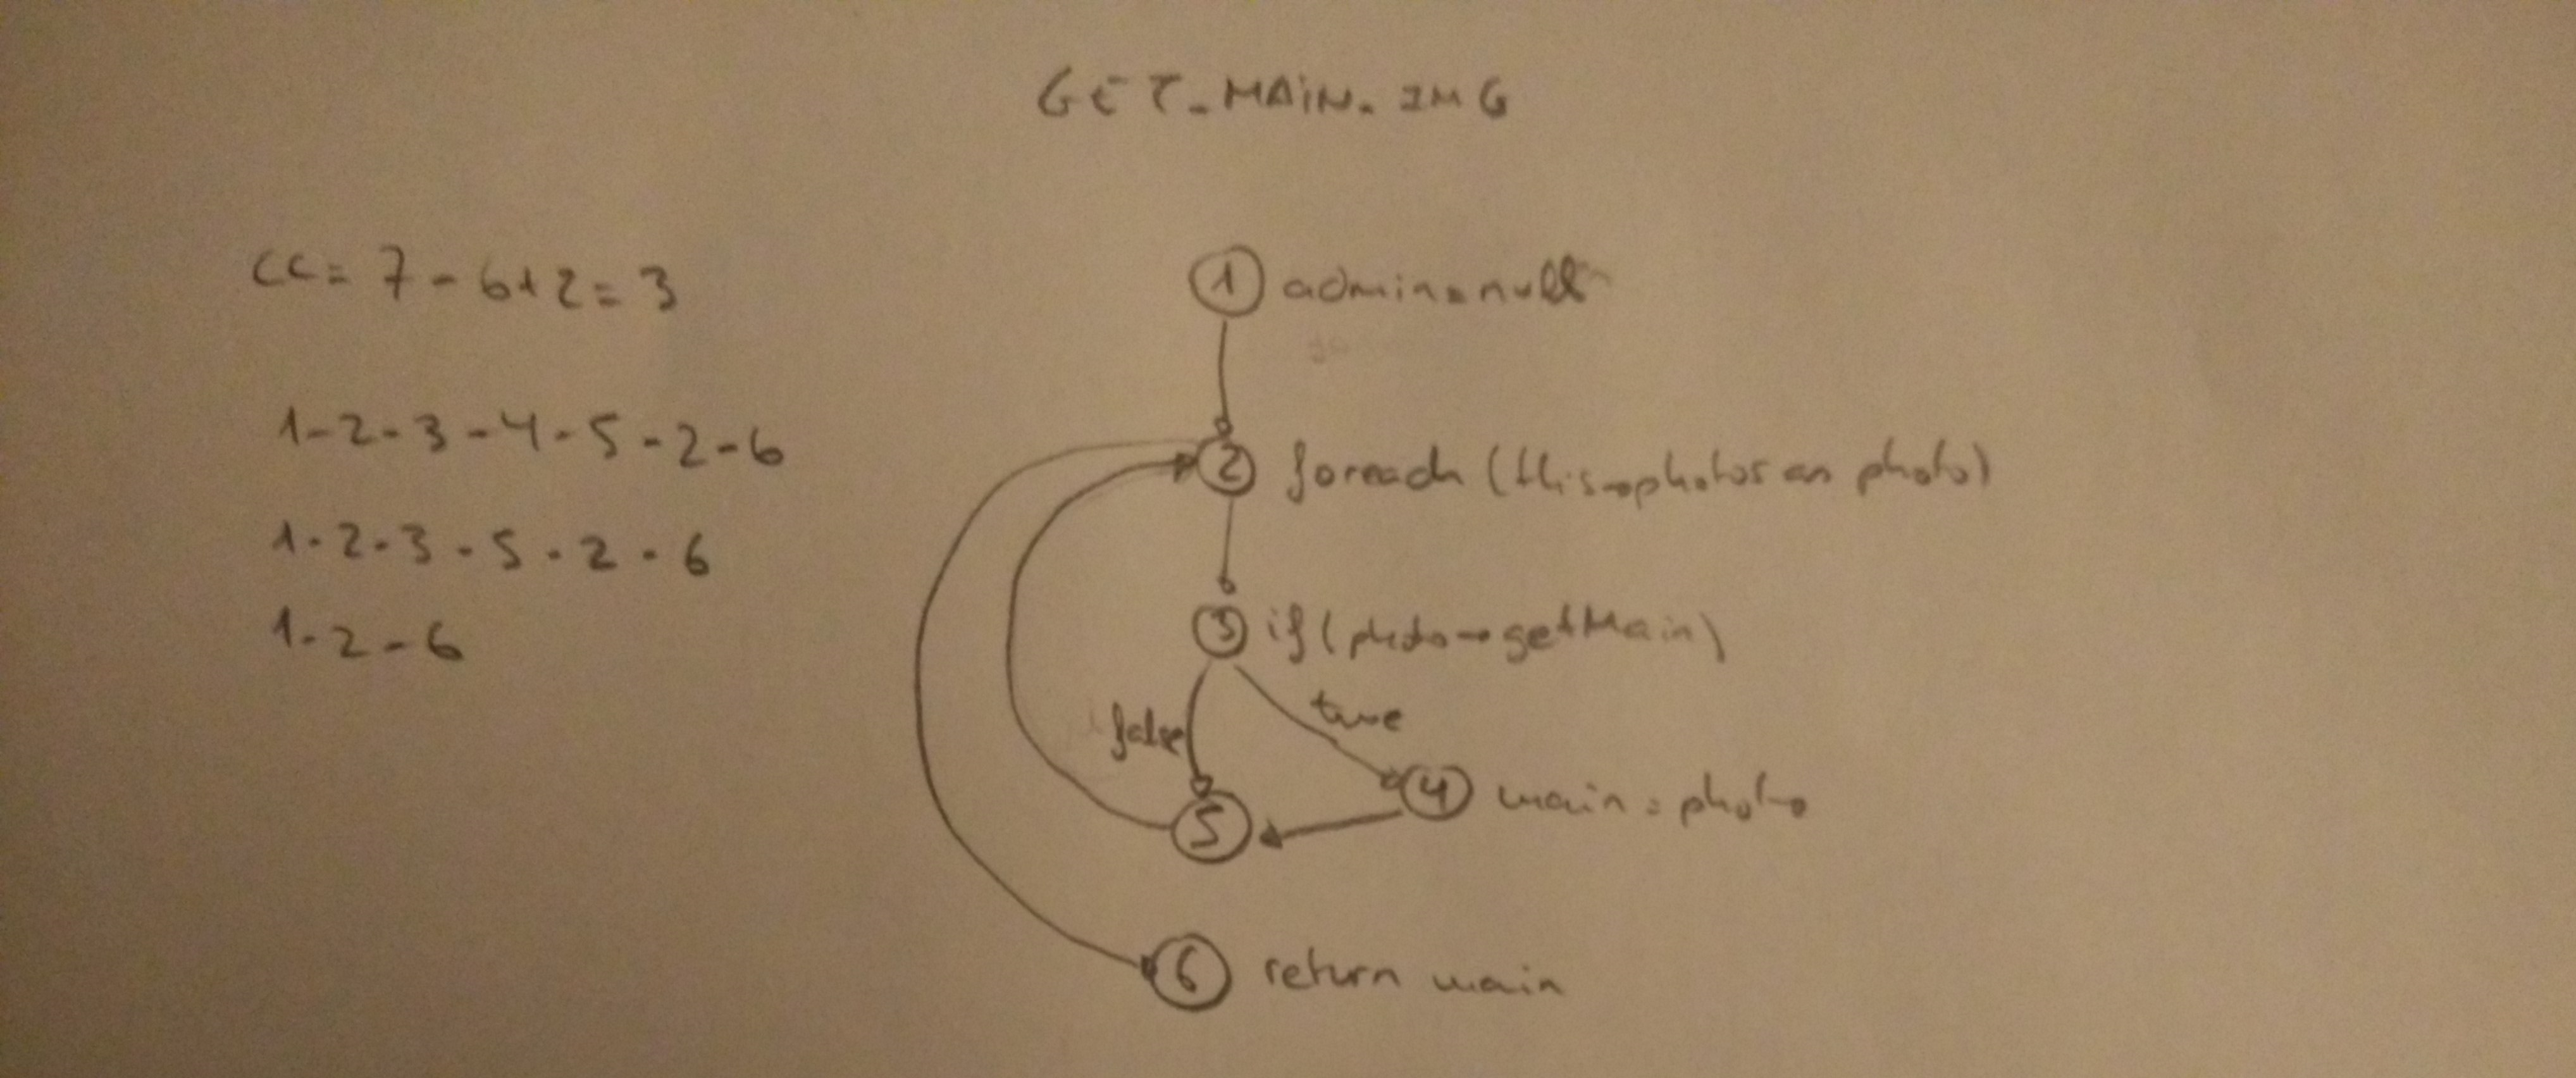 GET_MAIN_IMG
CC = 7 - 6 + 2 = 3
1-2-3-4-5-2-6
1-2-3-5-2-6
1-2-6
1 admin=null
2 foreach (this→photos as photo)
3 if (photo→getMain)
false
true
4 main = photo
5
6 return main